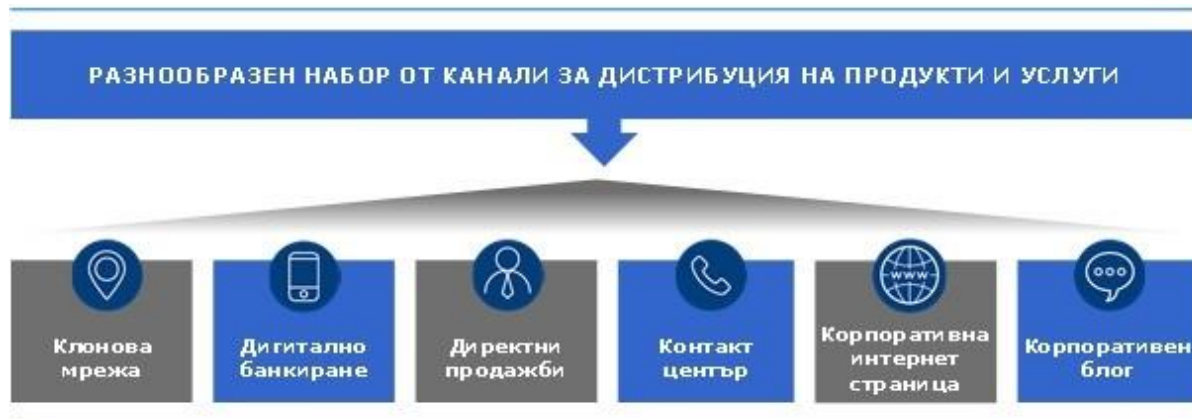 РАЗНООБРАЗЕН НАБОР ОТ КАНАЛИ ЗА ДИСТРИБУЦИЯ НА ПРОДУКТИ И УСЛУГИ
Клонова
мрежа
Дигитално
банкиране
Директни
продажби
Контакт
център
www
Корпоративна
интернет
страница
Корпоративен
блог